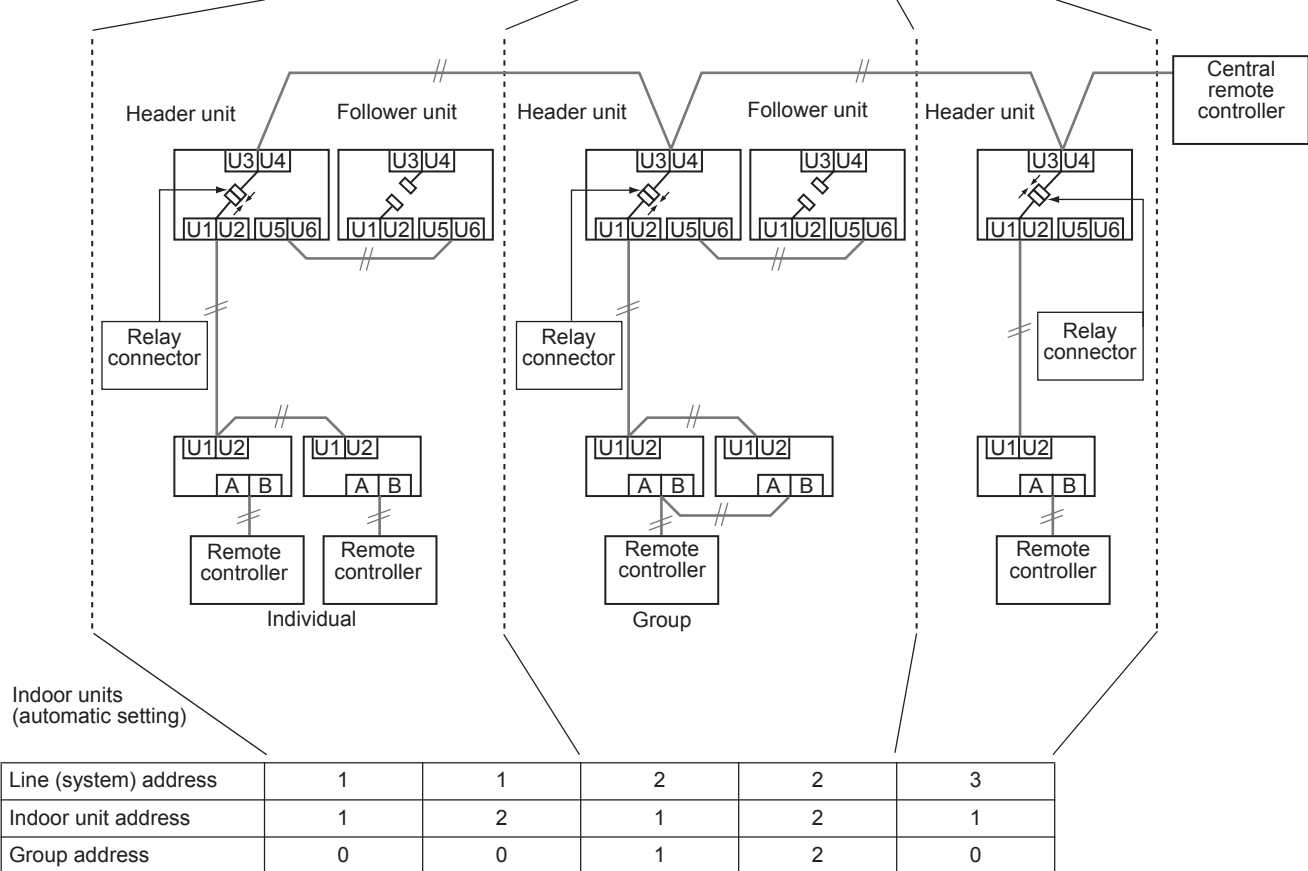 Central
remote
controller
Header unit
Follower unit
Header unit
Follower unit
Header unit
U3 U4
U3 U4
U3 U4
U3 U4
U3 U4
U1 U2 U5 U6
U1 U2 U5 U6
U1 U2 U5 U6
U1 U2 U5 U6
U1 U2 U5 U6
Relay
connector
Relay
connector
Relay
connector
U1 U2
U1 U2
U1 U2
U1 U2
U1 U2
A B
A B
A B
A B
A B
Remote
controller
Remote
controller
Remote
controller
Remote
controller
Individual
Group
Indoor units
(automatic setting)
Line (system) address 1 1 2 2 3
Indoor unit address 1 2 1 2 1
Group address 0 0 1 2 0